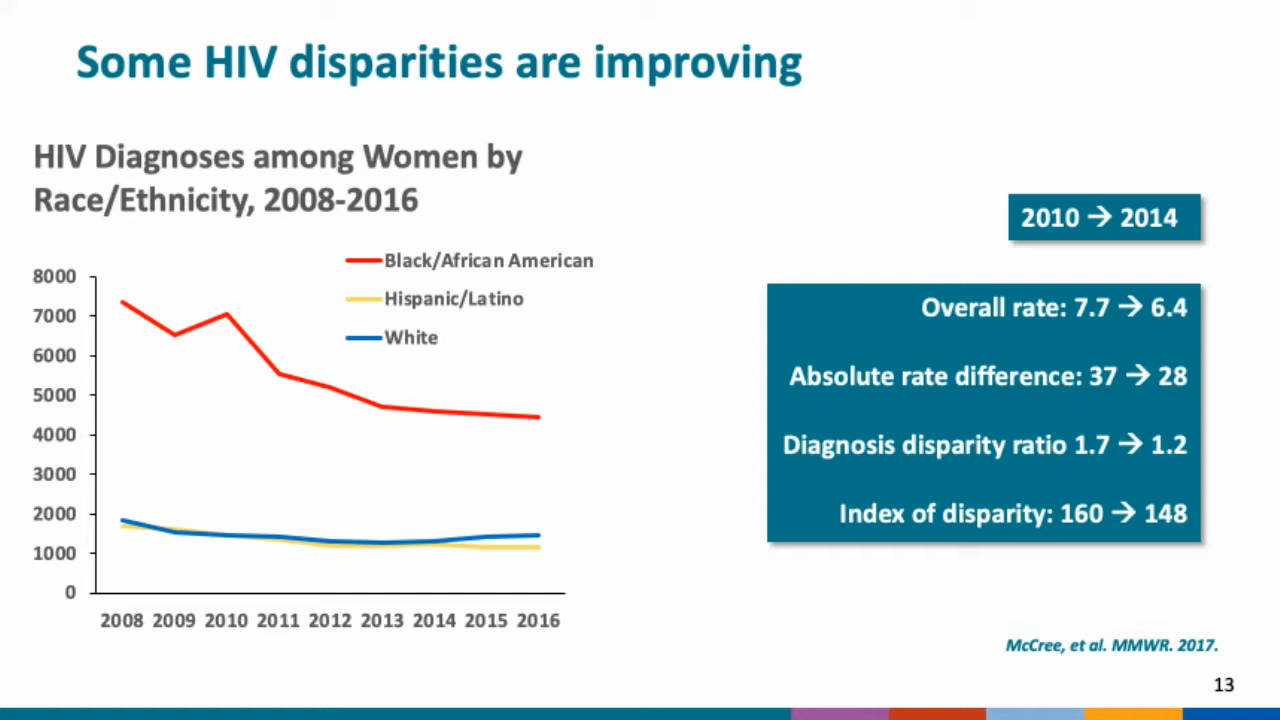 Some HIV disparities are improving
HIV Diagnoses among Women by
Race/Ethnicity, 2008-2016
Black/African American
Hispanic/Latino
White
8000
7000
6000
5000
4000
3000
2000
1000
0
2008 2009 2010 2011 2012 2013 2014 2015 2016
2010 → 2014
Overall rate: 7.7 → 6.4
Absolute rate difference: 37 → 28
Diagnosis disparity ratio 1.7 → 1.2
Index of disparity: 160 → 148
McCree, et al. MMWR. 2017.
13